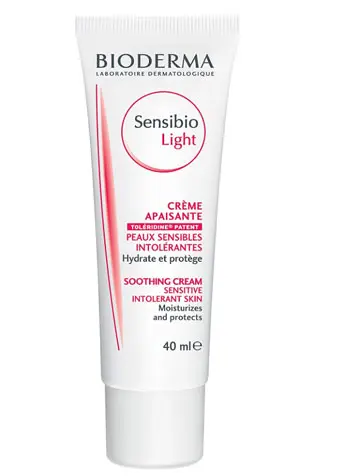 BIODERMA
LABORATOIRE DERMATOLOGIQUE
Sensibio
Light
CRÈME
APAISANTE
TOLÉRIDINE® PATENT
PEAUX SENSIBLES
INTOLÉRANTES
Hydrate et protège
SOOTHING CREAM
SENSITIVE
INTOLERANT SKIN
Moisturizes
and protects
40 ml℮